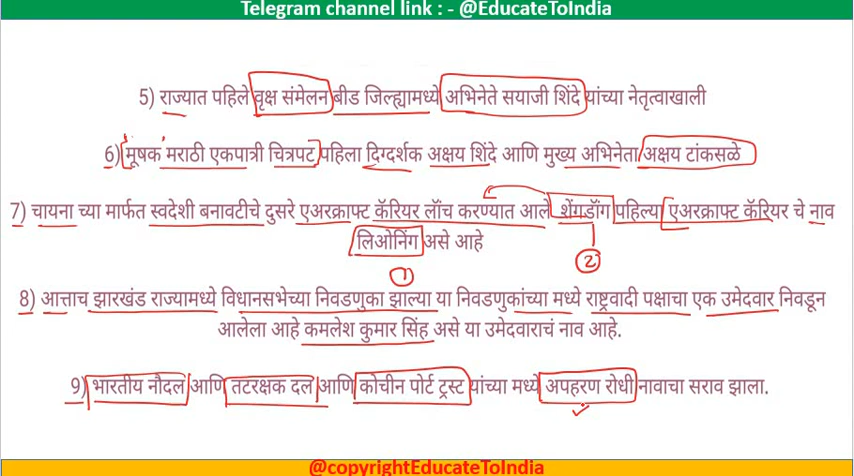 Telegram channel link : - @EducateToIndia
5) राज्यात पहिले वृक्ष संमेलन बीड जिल्ह्यामध्ये अभिनेते सयाजी शिंदे यांच्या नेतृत्वाखाली
6) मूषक मराठी एकपात्री चित्रपट पहिला दिग्दर्शक अक्षय शिंदे आणि मुख्य अभिनेता अक्षय टांकसळे
7) चायना च्या मार्फत स्वदेशी बनावटीचे दुसरे एअरक्राफ्ट कॅरियर लॉंच करण्यात आले शेंगडॉंग पहिल्या एअरक्राफ्ट कॅरियर चे नाव
लिओनिंग असे आहे
1 2
8) आत्ताच झारखंड राज्यामध्ये विधानसभेच्या निवडणुका झाल्या या निवडणुकांच्या मध्ये राष्ट्रवादी पक्षाचा एक उमेदवार निवडून
आलेला आहे कमलेश कुमार सिंह असे या उमेदवाराचं नाव आहे.
9) भारतीय नौदल आणि तटरक्षक दल आणि कोचीन पोर्ट ट्रस्ट यांच्या मध्ये अपहरण रोधी नावाचा सराव झाला.
@copyrightEducateToIndia